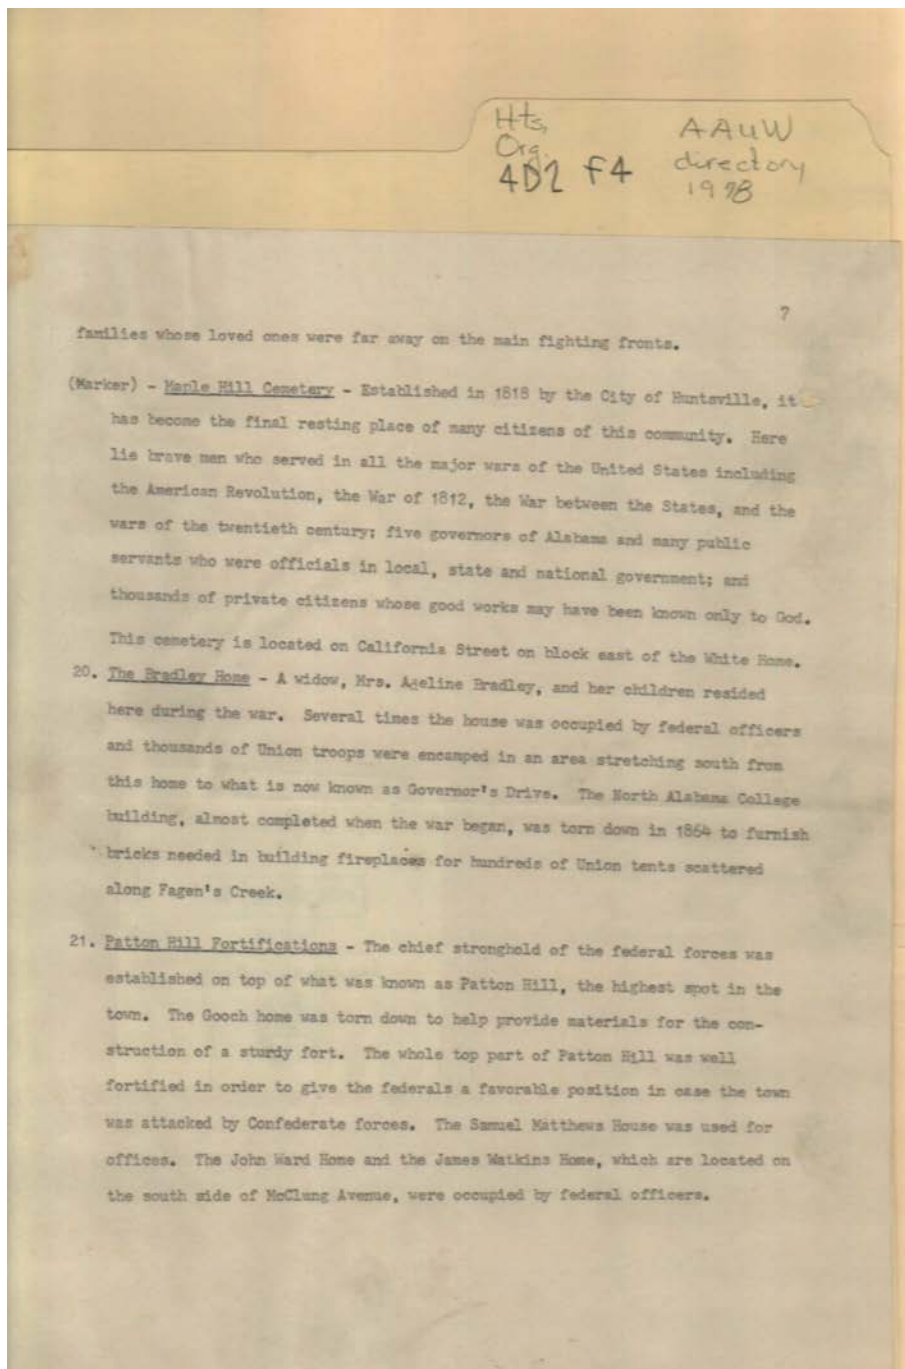 Hts,
Org.
4D2 F4
AAUW
directory
1978
7
families whose loved ones were far away on the main fighting fronts.
(Marker) - Maple Hill Cemetery - Established in 1818 by the City of Huntsville, it
has become the final resting place of many citizens of this community. Here
lie brave men who served in all the major wars of the United States including
the American Revolution, the War of 1812, the War between the States, and the
wars of the twentieth century; five governors of Alabama and many public
servants who were officials in local, state and national government; and
thousands of private citizens whose good works may have been known only to God.
This cemetery is located on California Street on block east of the White Home.
20. The Bradley Home - A widow, Mrs. Adeline Bradley, and her children resided
here during the war. Several times the house was occupied by federal officers
and thousands of Union troops were encamped in an area stretching south from
this home to what is now known as Governor's Drive. The North Alabama College
building, almost completed when the war began, was torn down in 1864 to furnish
bricks needed in building fireplaces for hundreds of Union tents scattered
along Fagen's Creek.
21. Patton Hill Fortifications - The chief stronghold of the federal forces was
established on top of what was known as Patton Hill, the highest spot in the
town. The Gooch home was torn down to help provide materials for the con-
struction of a sturdy fort. The whole top part of Patton Hill was well
fortified in order to give the federals a favorable position in case the town
was attacked by Confederate forces. The Samuel Matthews House was used for
offices. The John Ward Home and the James Watkins Home, which are located on
the south side of McClung Avenue, were occupied by federal officers.